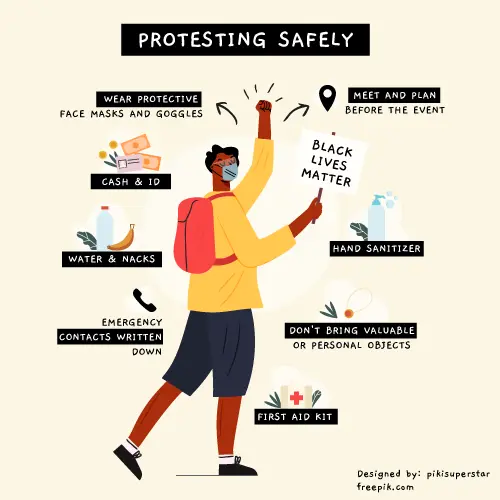 PROTESTING SAFELY
WEAR PROTECTIVE
FACE MASKS AND GOGGLES
MEET AND PLAN
BEFORE THE EVENT
BLACK
LIVES
MATTER
CASH & ID
HAND SANITIZER
WATER & NACKS
EMERGENCY
CONTACTS WRITTEN
DOWN
DON'T BRING VALUABLE
OR PERSONAL OBJECTS
FIRST AID KIT
Designed by: pikisuperstar
freepik.com